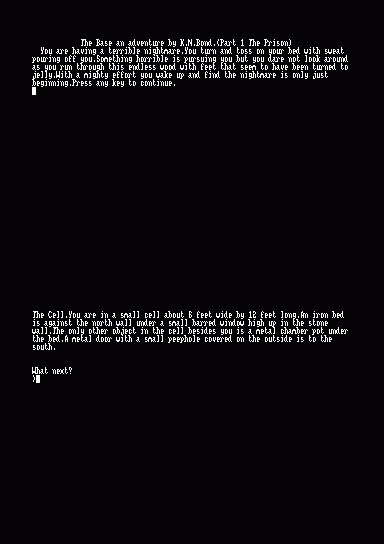 The Base an adventure by K.M.Bond.(Part 1 The Prison)
You are having a terrible nightmare.You turn and toss on your bed with sweat
pouring off you.Something horrible is pursuing you but you dare not look around
as you run through this endless wood with feet that seem to have been turned to
jelly.With a mighty effort you wake up and find the nightmare is only just
beginning.Press any key to continue.
The Cell.You are in a small cell about 6 feet wide by 12 feet long.An iron bed
is against the north wall under a small barred window high up in the stone
wall.The only other object in the cell besides you is a metal chamber pot under
the bed.A metal door with a small peephole covered on the outside is to the
south.
What next?
>